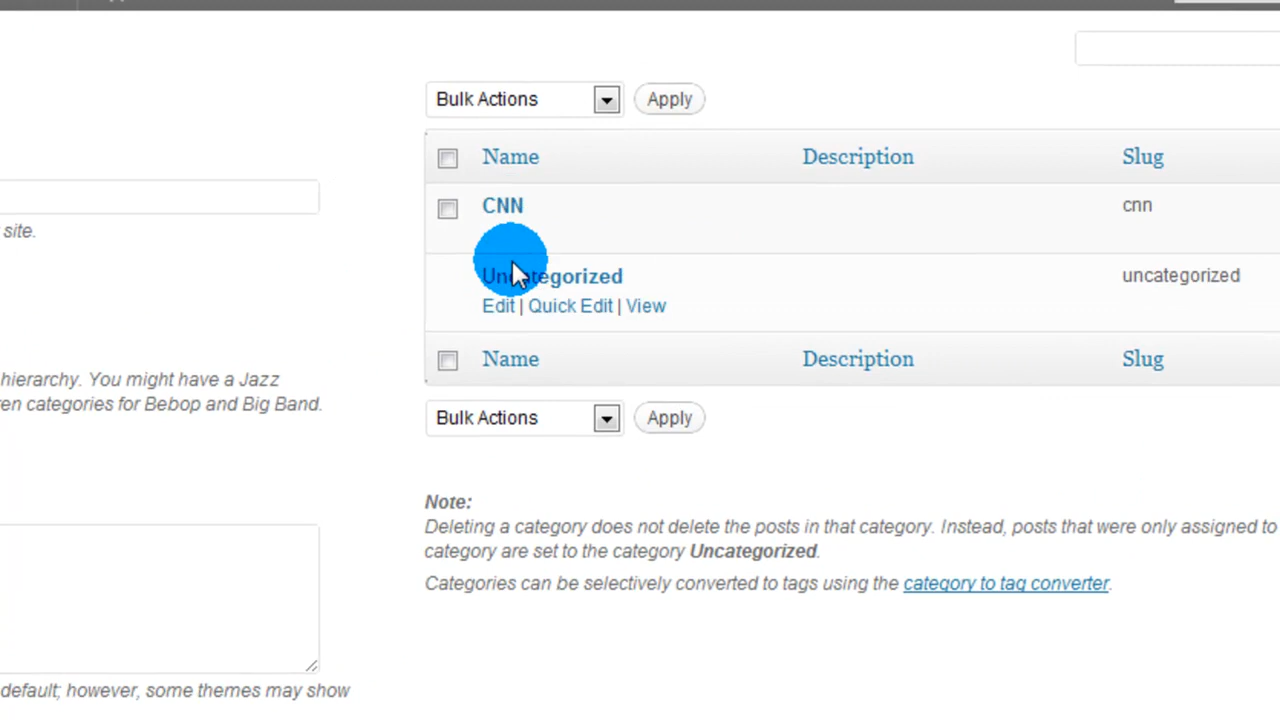 Bulk Actions Apply
Name Description Slug
CNN cnn
site.
Uncategorized uncategorized
Edit | Quick Edit | View
Name Description Slug
hierarchy. You might have a Jazz
ren categories for Bebop and Big Band.
Bulk Actions Apply
Note:
Deleting a category does not delete the posts in that category. Instead, posts that were only assigned to
category are set to the category Uncategorized.
Categories can be selectively converted to tags using the category to tag converter.
default; however, some themes may show